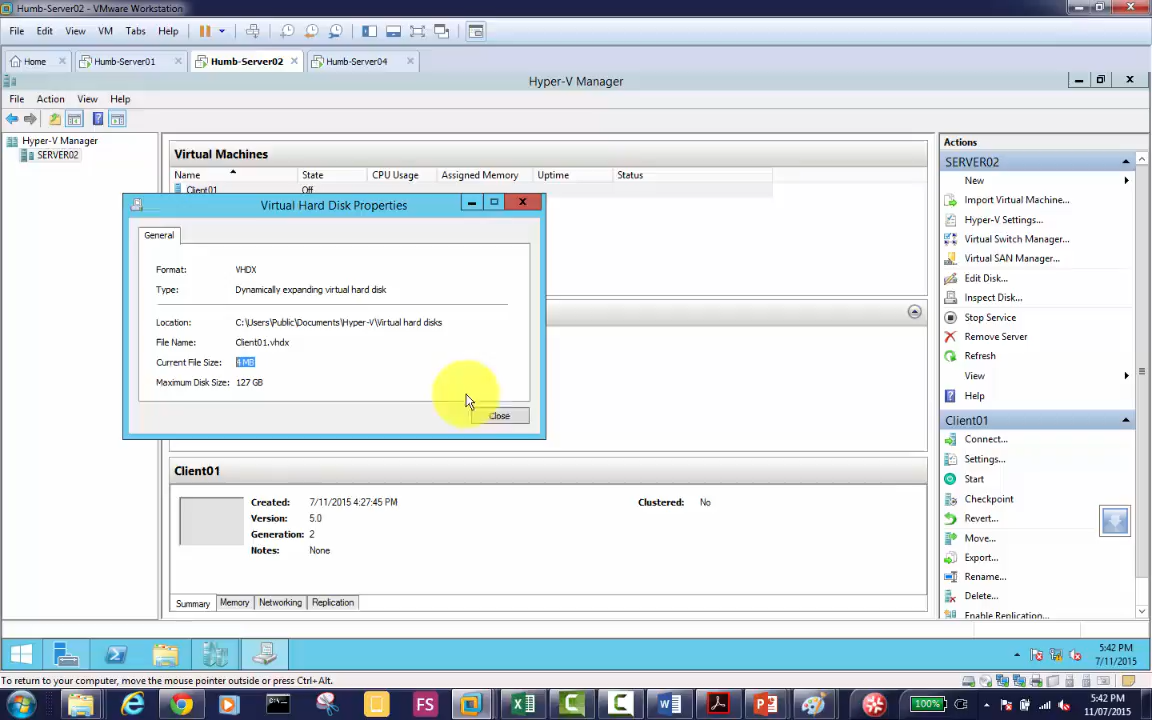 Humb-Server02 - VMware Workstation
File Edit View VM Tabs Help
Home Humb-Server01 Humb-Server02 Humb-Server04
Hyper-V Manager
File Action View Help
Hyper-V Manager
SERVER02
Virtual Machines
Name State CPU Usage Assigned Memory Uptime Status
Client01 Off
Virtual Hard Disk Properties
General
Format: VHDX
Type: Dynamically expanding virtual hard disk
Location: C:\Users\Public\Documents\Hyper-V\Virtual hard disks
File Name: Client01.vhdx
Current File Size: 4 MB
Maximum Disk Size: 127 GB
Close
Client01
Created: 7/11/2015 4:27:45 PM Clustered: No
Version: 5.0
Generation: 2
Notes: None
Summary Memory Networking Replication
Actions
SERVER02
New
Import Virtual Machine...
Hyper-V Settings...
Virtual Switch Manager...
Virtual SAN Manager...
Edit Disk...
Inspect Disk...
Stop Service
Remove Server
Refresh
View
Help
Client01
Connect...
Settings...
Start
Checkpoint
Revert...
Move...
Export...
Rename...
Delete...
Enable Replication...
5:42 PM
7/11/2015
To return to your computer, move the mouse pointer outside or press Ctrl+Alt.
FS
100%
5:42 PM
11/07/2015